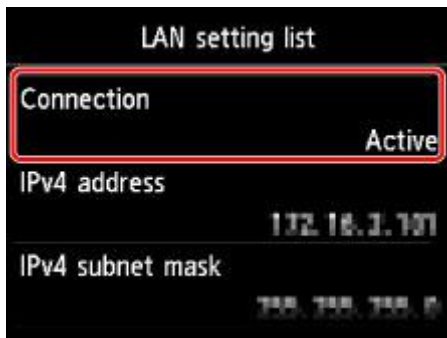 LAN setting list
Connection
Active
IPv4 address
IPv4 subnet mask